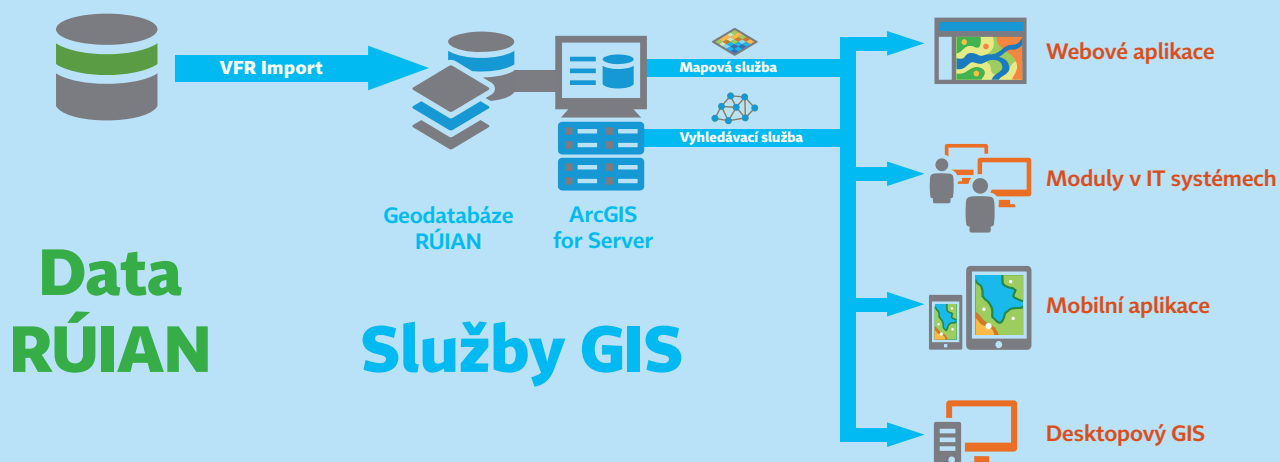 VFR Import
Mapová služba
Vyhledávací služba
Geodatabáze
RÚIAN
ArcGIS
for Server
Data
RÚIAN
Služby GIS
Webové aplikace
Moduly v IT systémech
Mobilní aplikace
Desktopový GIS